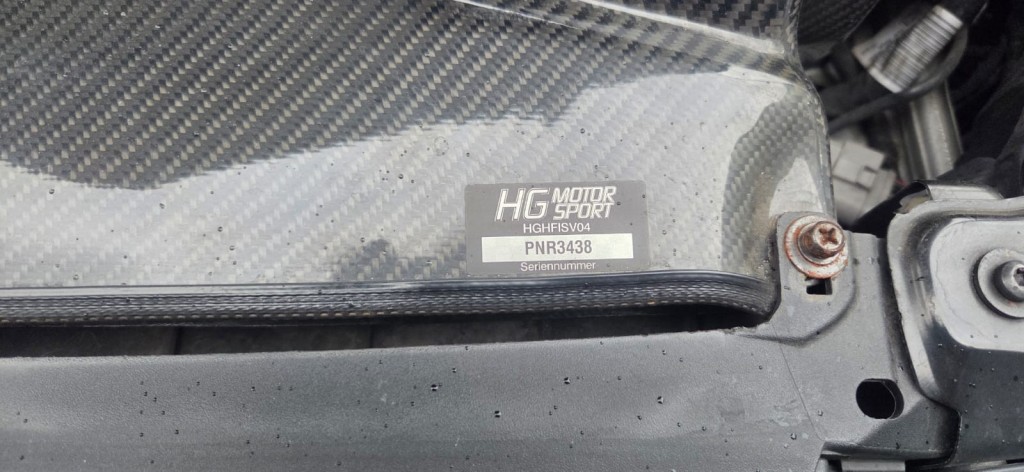 HG MOTOR SPORT
HGHFISV04
PNR3438
Seriennummer